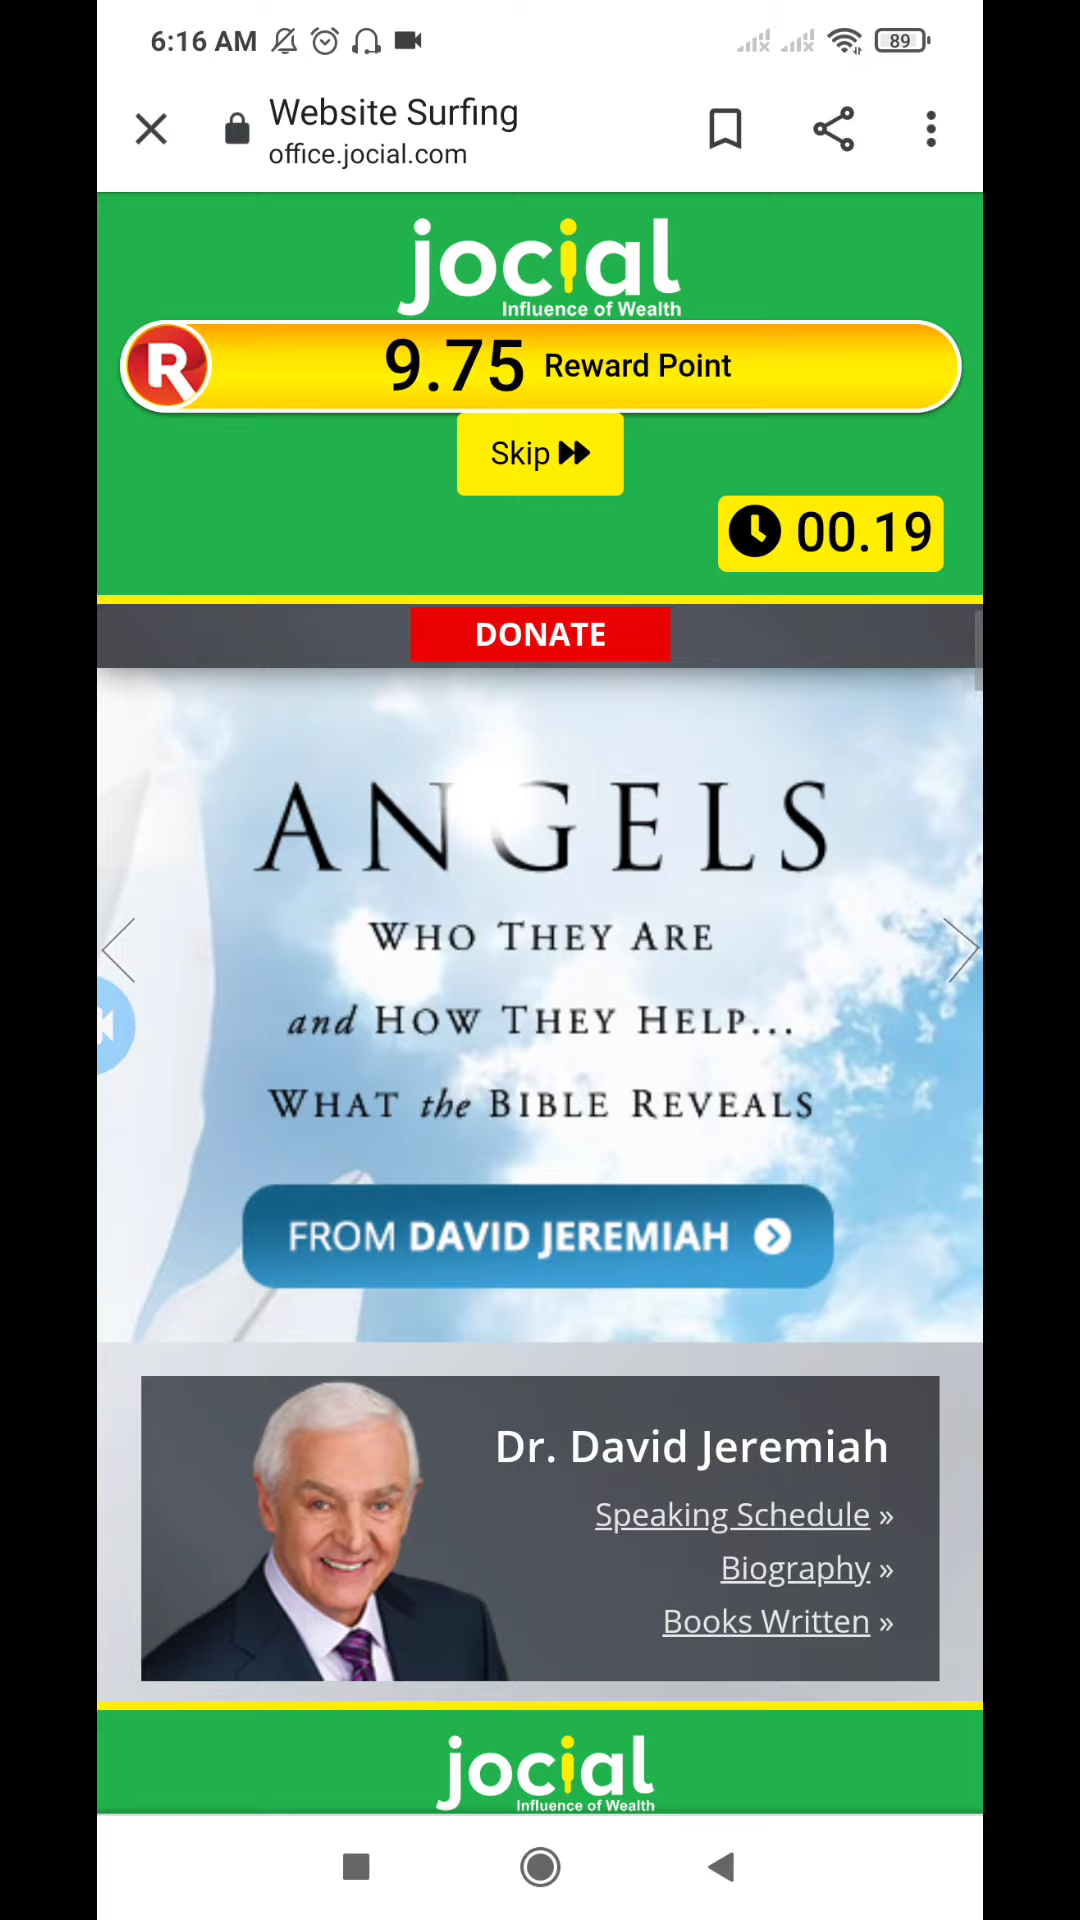 6:16 AM
89
Website Surfing
office.jocial.com
jocial
Influence of Wealth
R
9.75 Reward Point
Skip
00.19
DONATE
ANGELS
WHO THEY ARE
and HOW THEY HELP...
WHAT the BIBLE REVEALS
FROM DAVID JEREMIAH
Dr. David Jeremiah
Speaking Schedule »
Biography »
Books Written »
jocial
Influence of Wealth